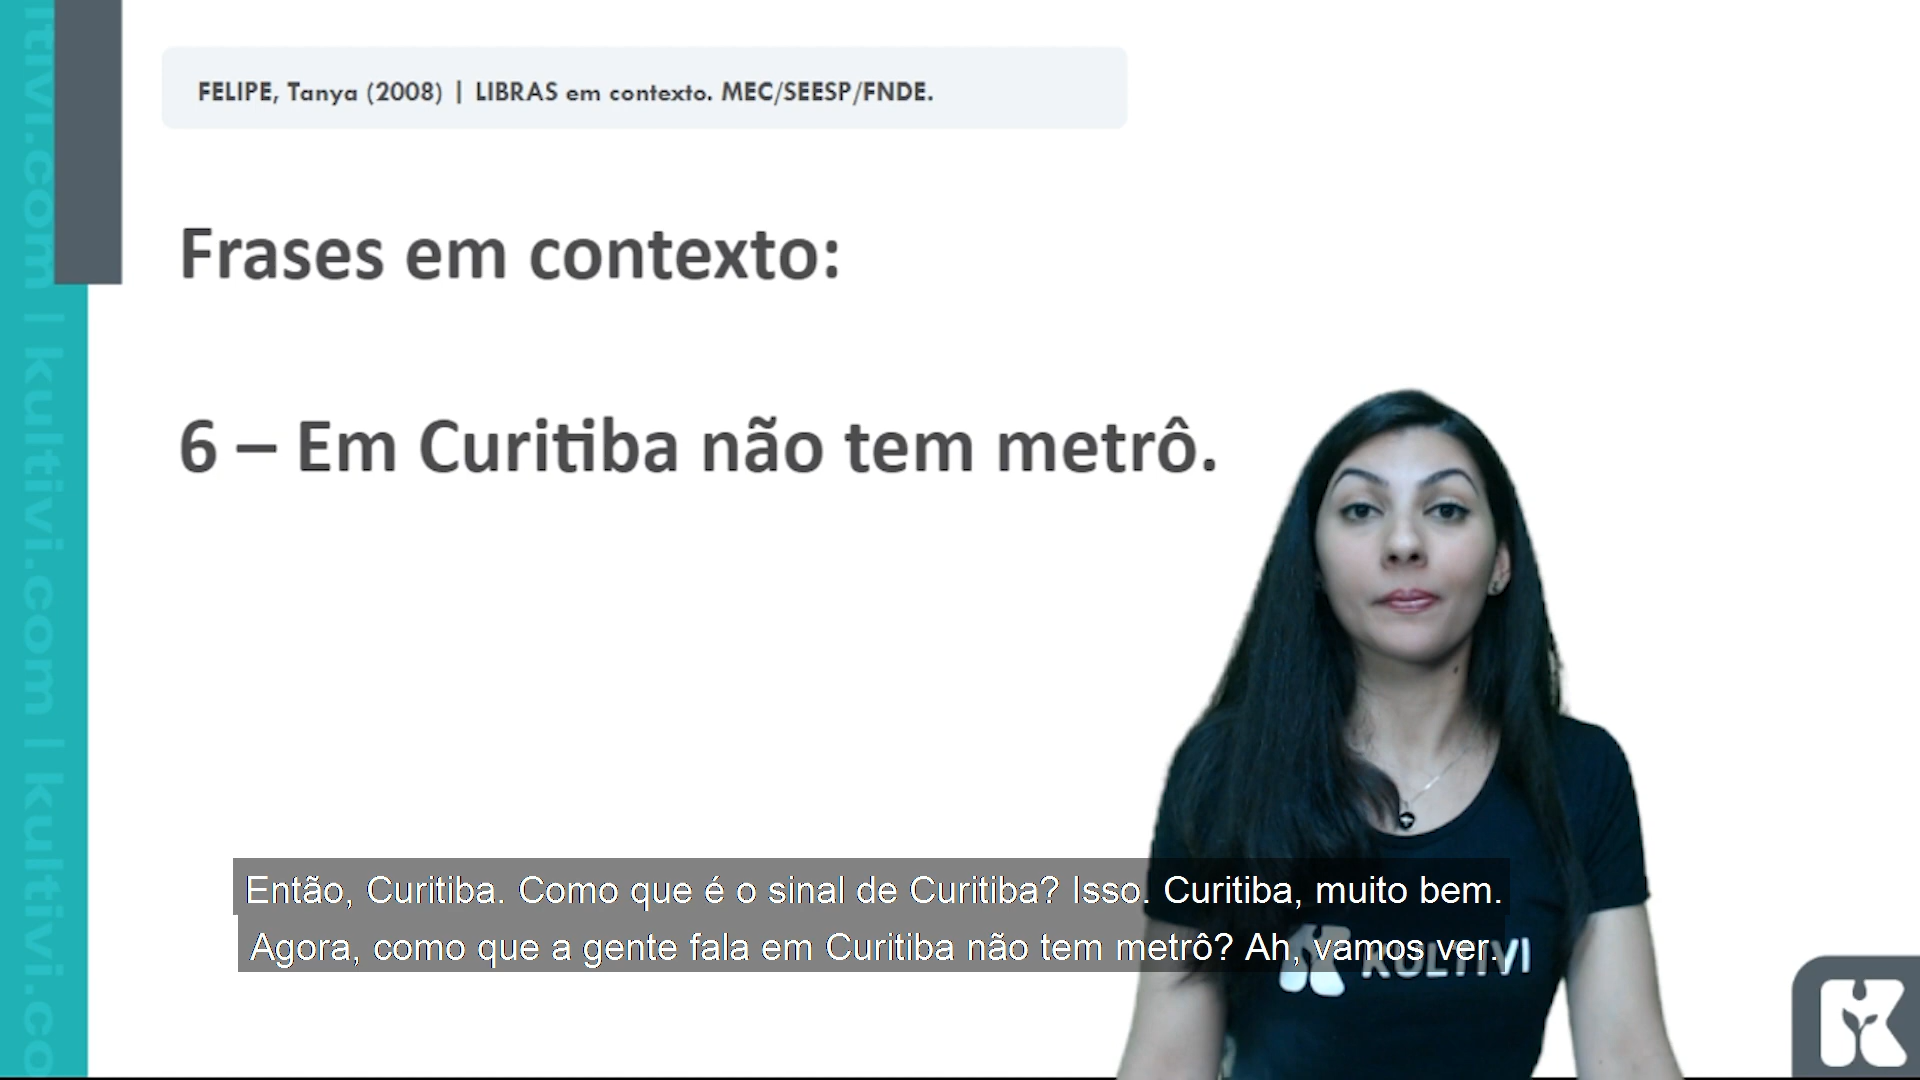 FELIPE, Tanya (2008) | LIBRAS em contexto. MEC/SEESP/FNDE.
Frases em contexto:
6 – Em Curitiba não tem metrô.
Então, Curitiba. Como que é o sinal de Curitiba? Isso. Curitiba, muito bem.
Agora, como que a gente fala em Curitiba não tem metrô? Ah, vamos ver.
KULTIVI
ltivi.com | kultivi.com | kultivi.co